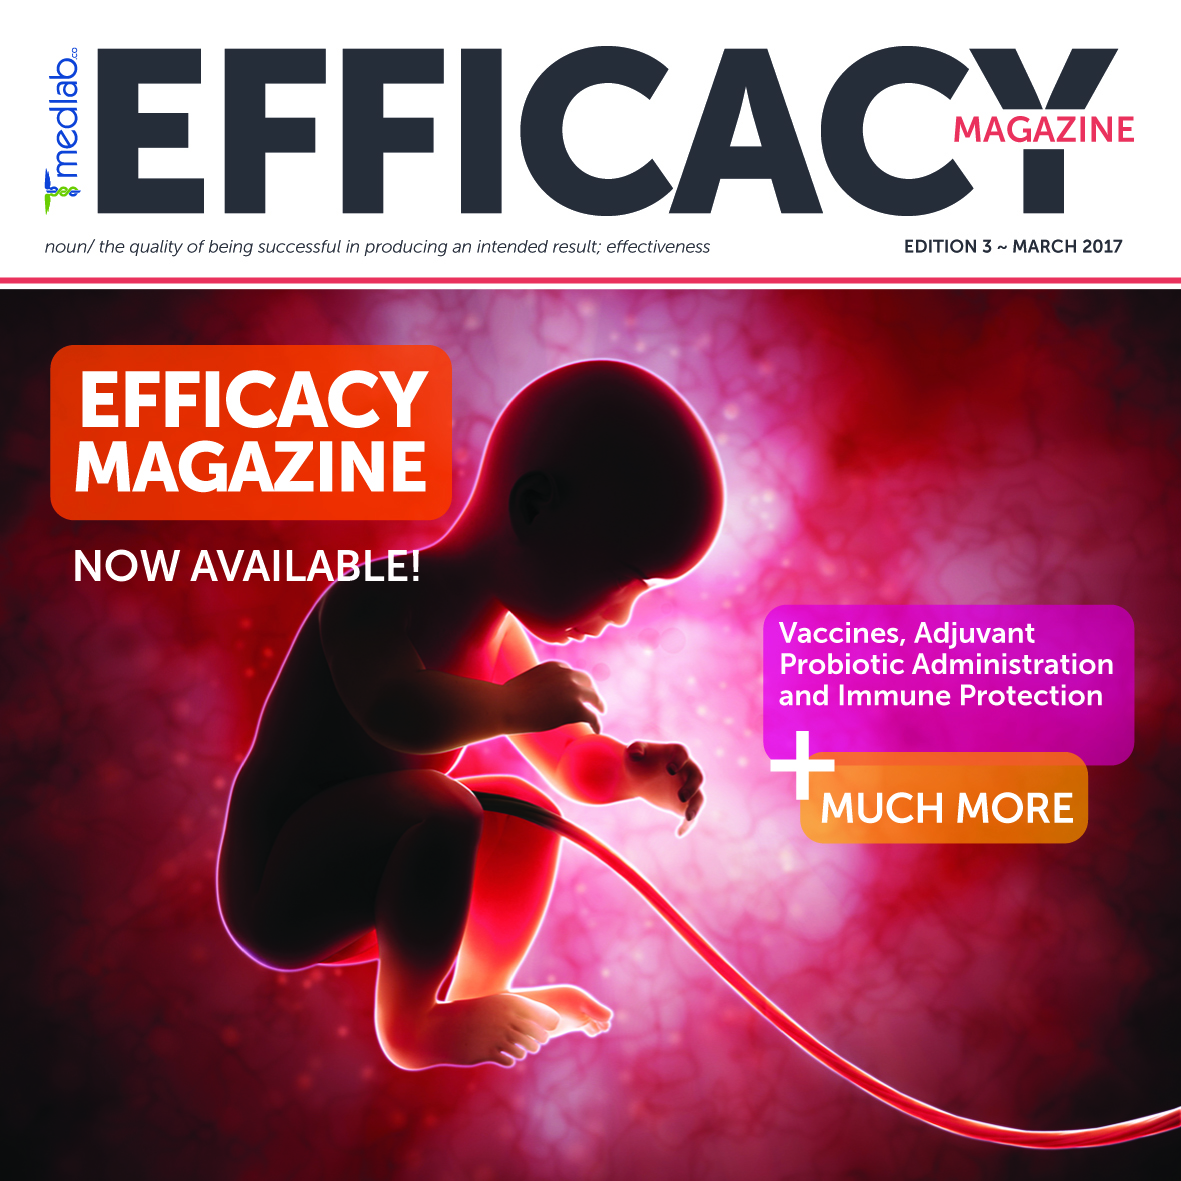 medlab.co
EFFICACY
MAGAZINE
noun/ the quality of being successful in producing an intended result; effectiveness
EDITION 3 ~ MARCH 2017
EFFICACY
MAGAZINE
NOW AVAILABLE!
Vaccines, Adjuvant
Probiotic Administration
and Immune Protection
+
MUCH MORE